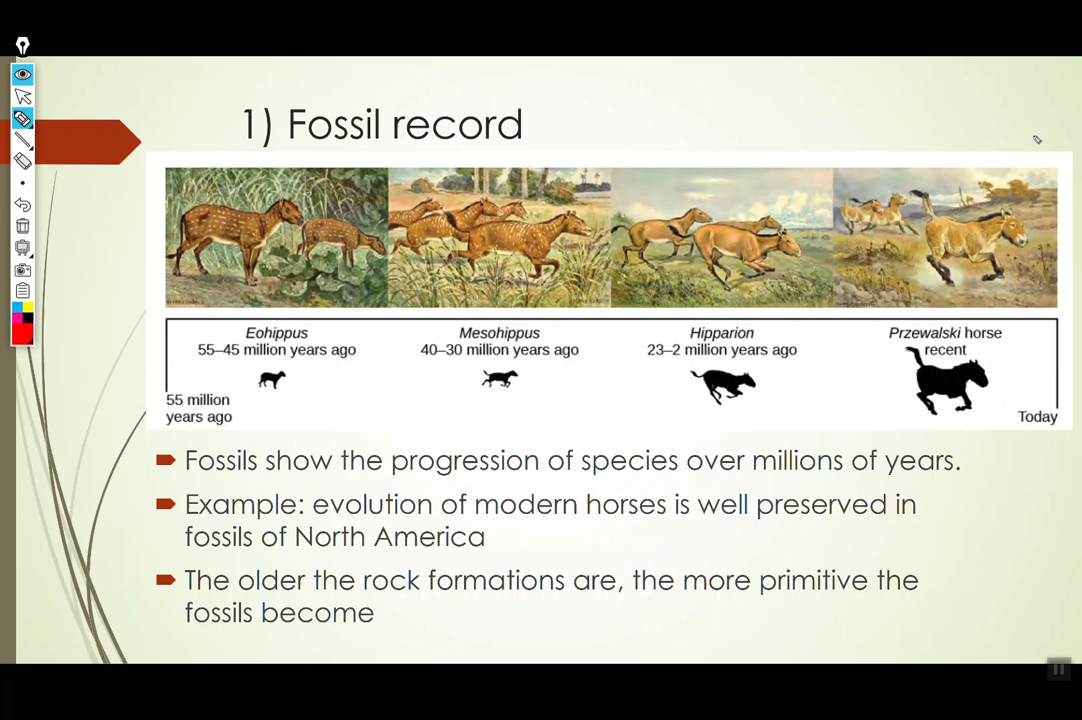 1) Fossil record
Eohippus
55–45 million years ago
Mesohippus
40–30 million years ago
Hipparion
23–2 million years ago
Przewalski horse
recent
55 million
years ago
Today
Fossils show the progression of species over millions of years.
Example: evolution of modern horses is well preserved in
fossils of North America
The older the rock formations are, the more primitive the
fossils become